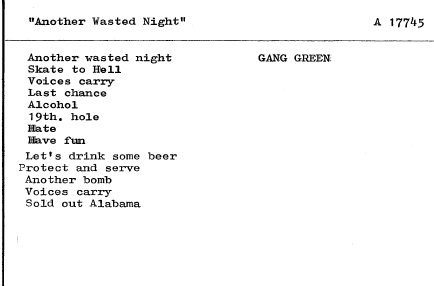 "Another Wasted Night" A 17745
Another wasted night GANG GREEN
Skate to Hell
Voices carry
Last chance
Alcohol
19th. hole
Hate
Have fun
Let's drink some beer
Protect and serve
Another bomb
Voices carry
Sold out Alabama